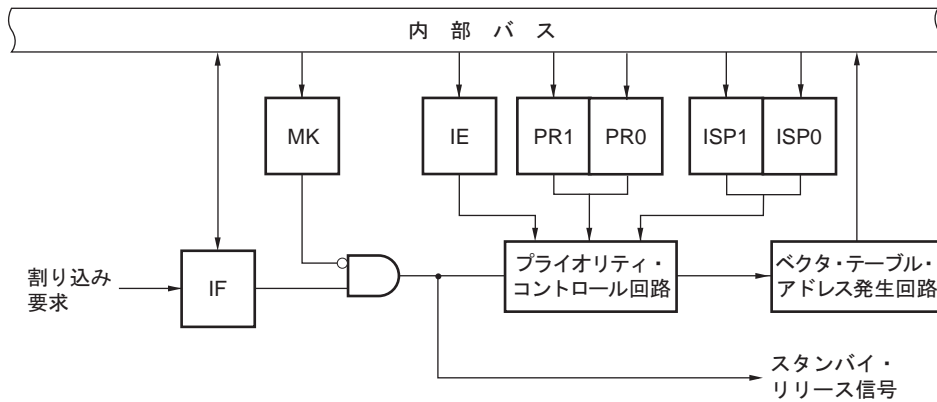 内 部 バ ス
MK
IE
PR1
PR0
ISP1
ISP0
割り込み
要求
IF
プライオリティ・
コントロール回路
ベクタ・テーブル・
アドレス発生回路
スタンバイ・
リリース信号